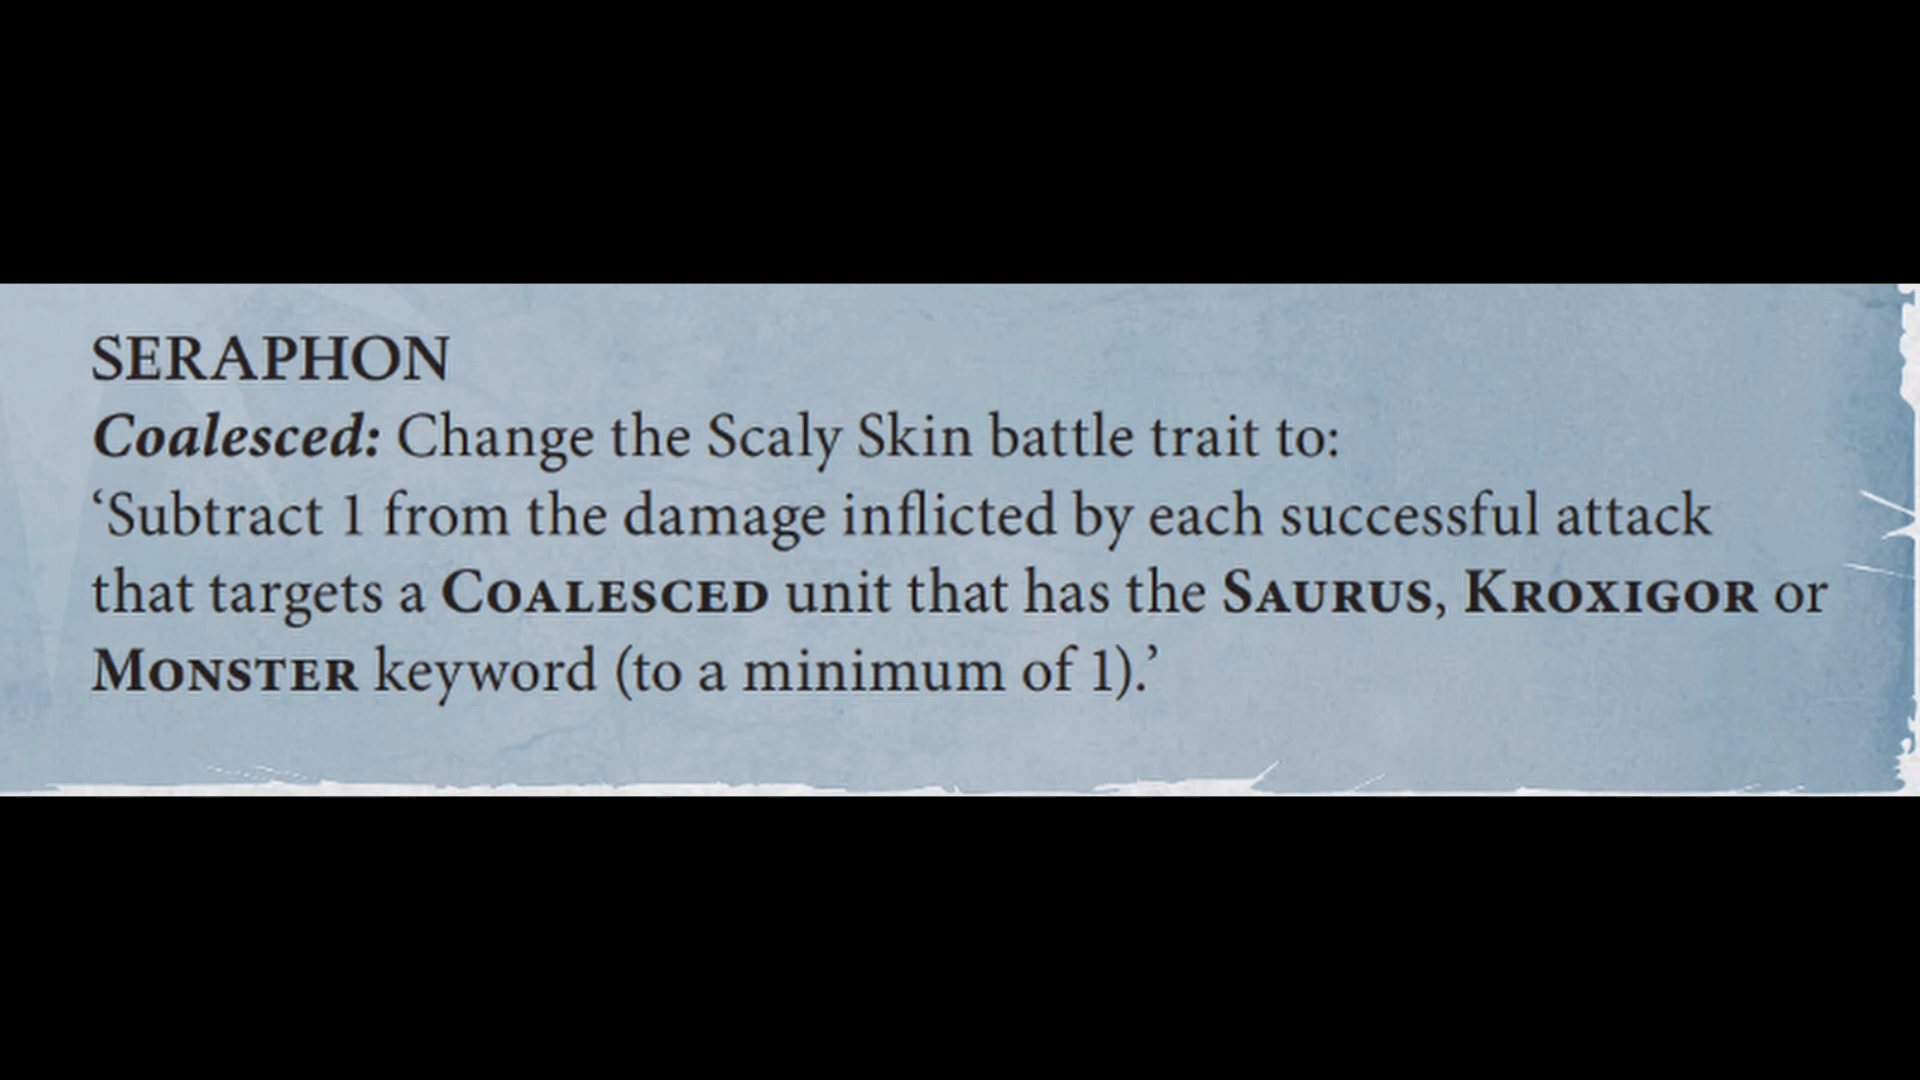 SERAPHON
Coalesced: Change the Scaly Skin battle trait to:
‘Subtract 1 from the damage inflicted by each successful attack
that targets a COALESCED unit that has the SAURUS, KROXIGOR or
MONSTER keyword (to a minimum of 1).’